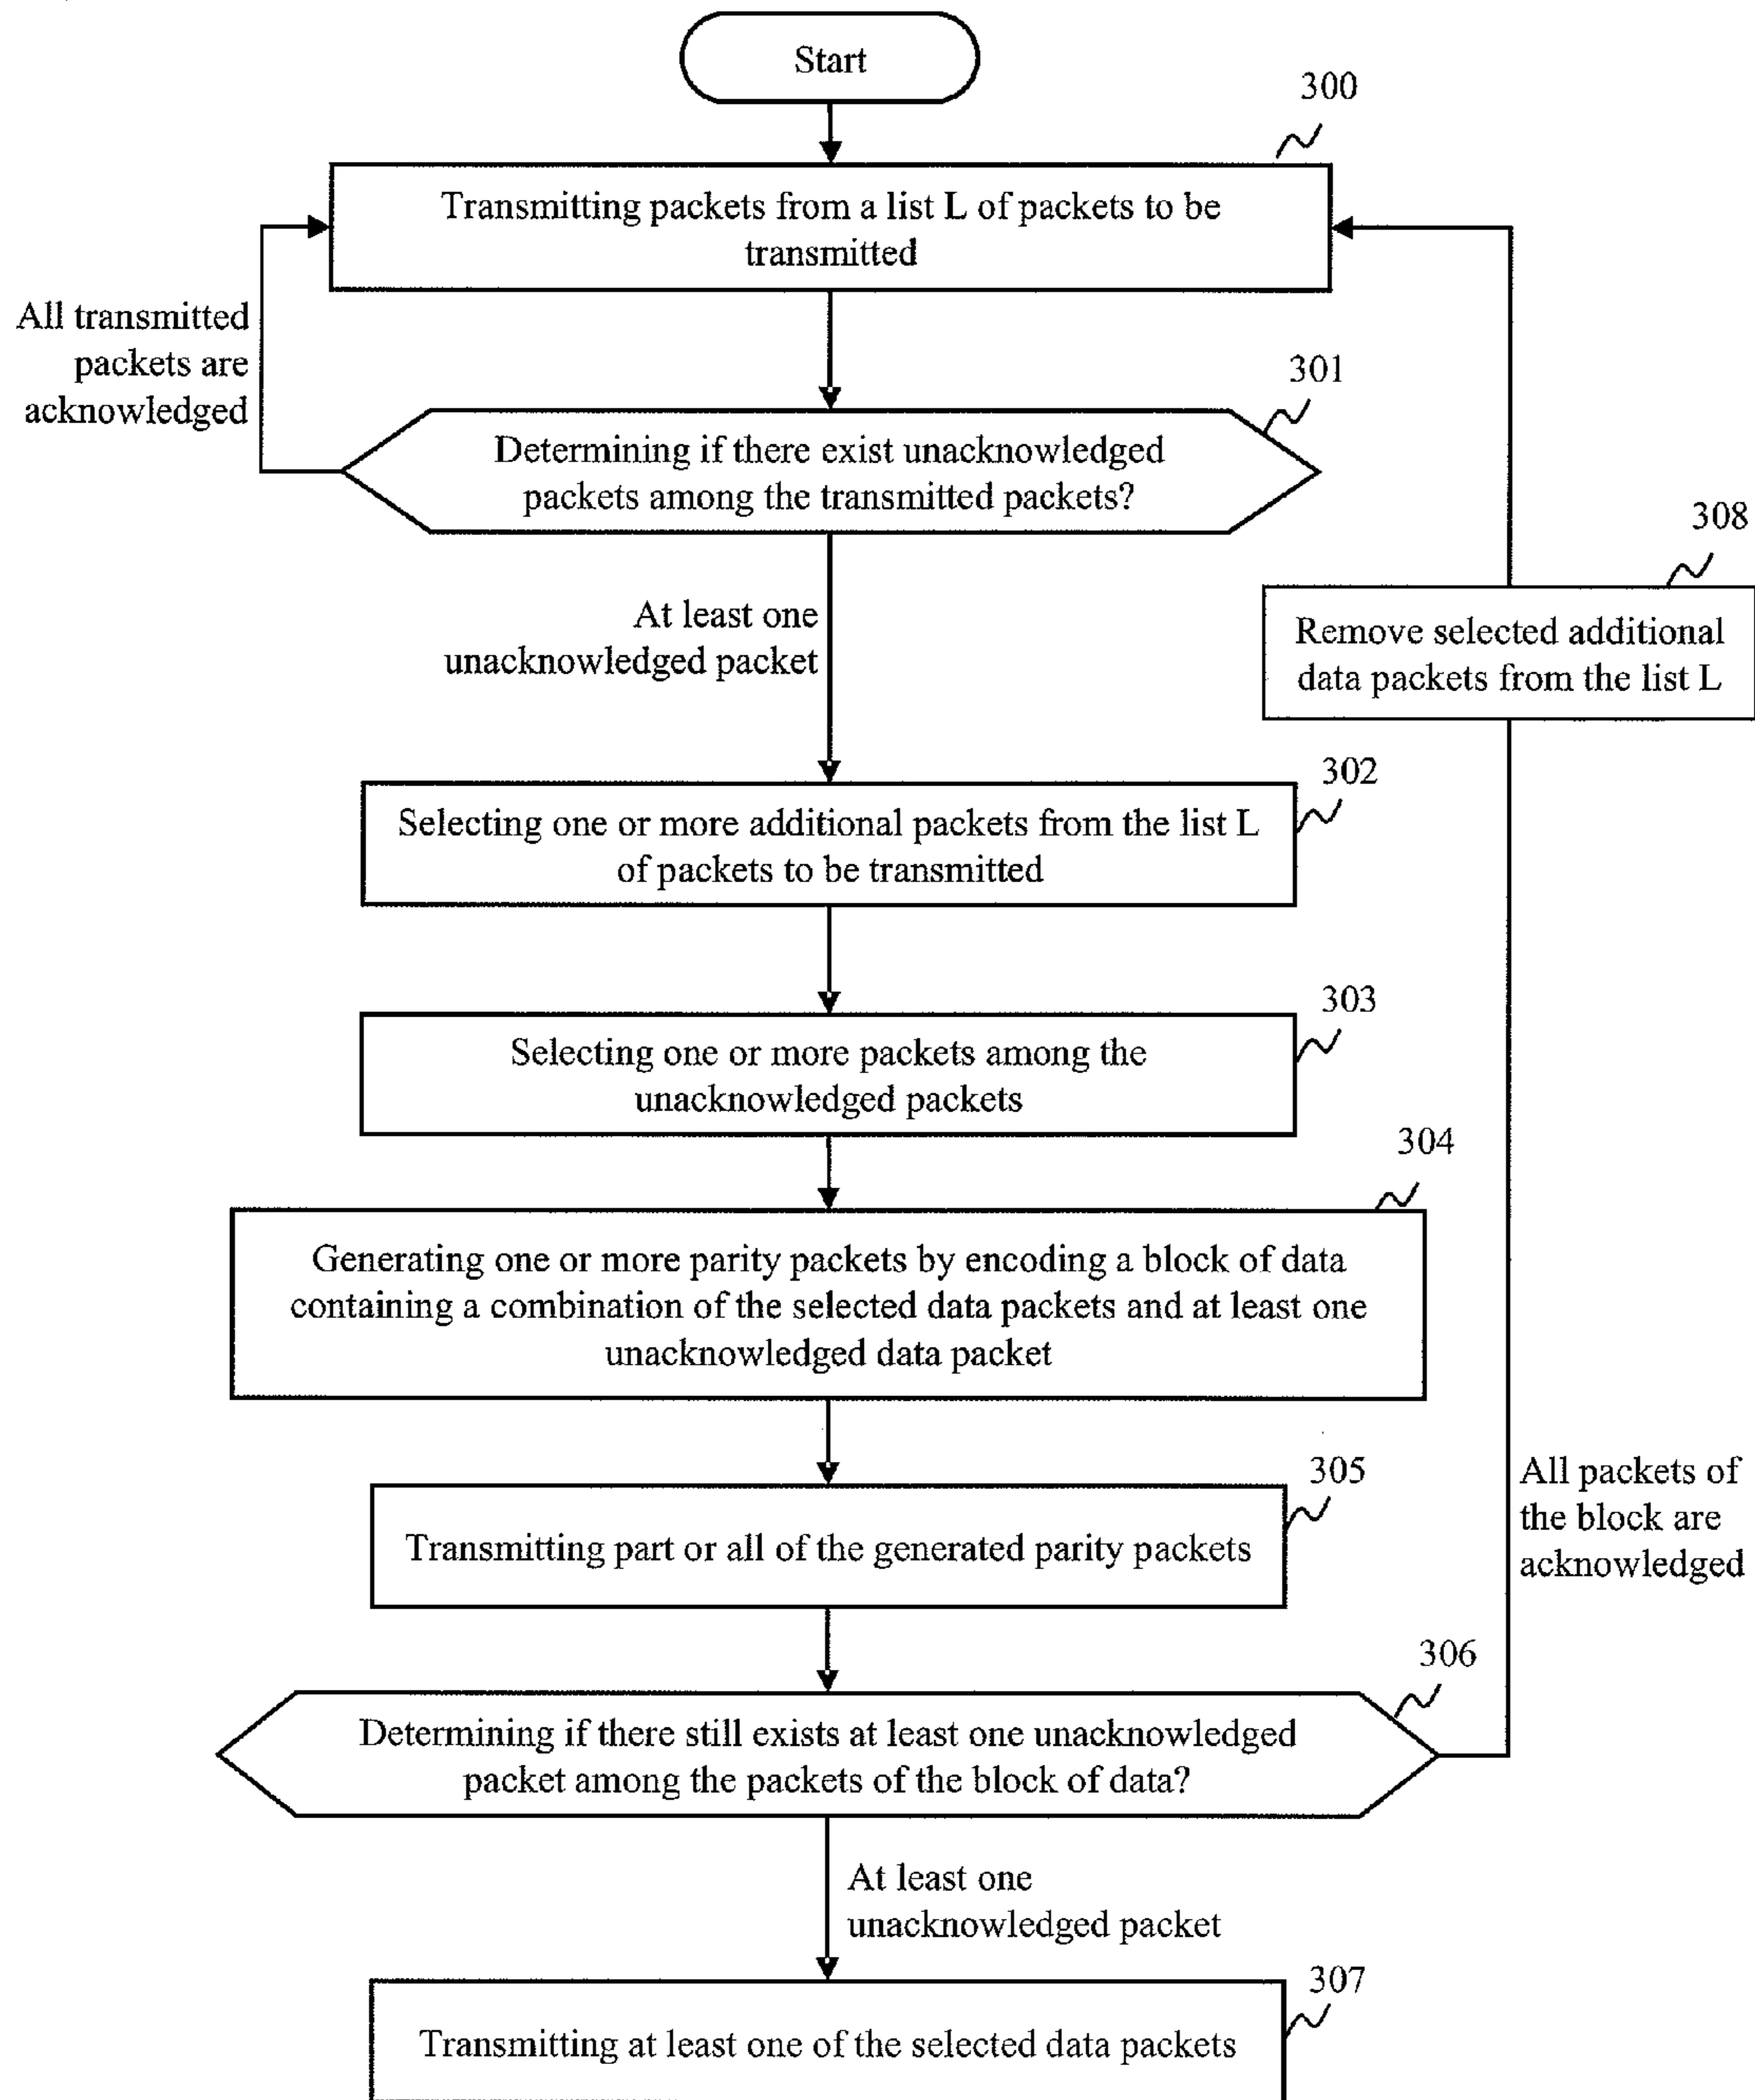 Start
300
Transmitting packets from a list L of packets to be
transmitted
All transmitted
packets are
acknowledged
301
Determining if there exist unacknowledged
packets among the transmitted packets?
308
Remove selected additional
data packets from the list L
At least one
unacknowledged packet
302
Selecting one or more additional packets from the list L
of packets to be transmitted
303
Selecting one or more packets among the
unacknowledged packets
304
Generating one or more parity packets by encoding a block of data
containing a combination of the selected data packets and at least one
unacknowledged data packet
305
Transmitting part or all of the generated parity packets
All packets of
the block are
acknowledged
306
Determining if there still exists at least one unacknowledged
packet among the packets of the block of data?
At least one
unacknowledged packet
307
Transmitting at least one of the selected data packets